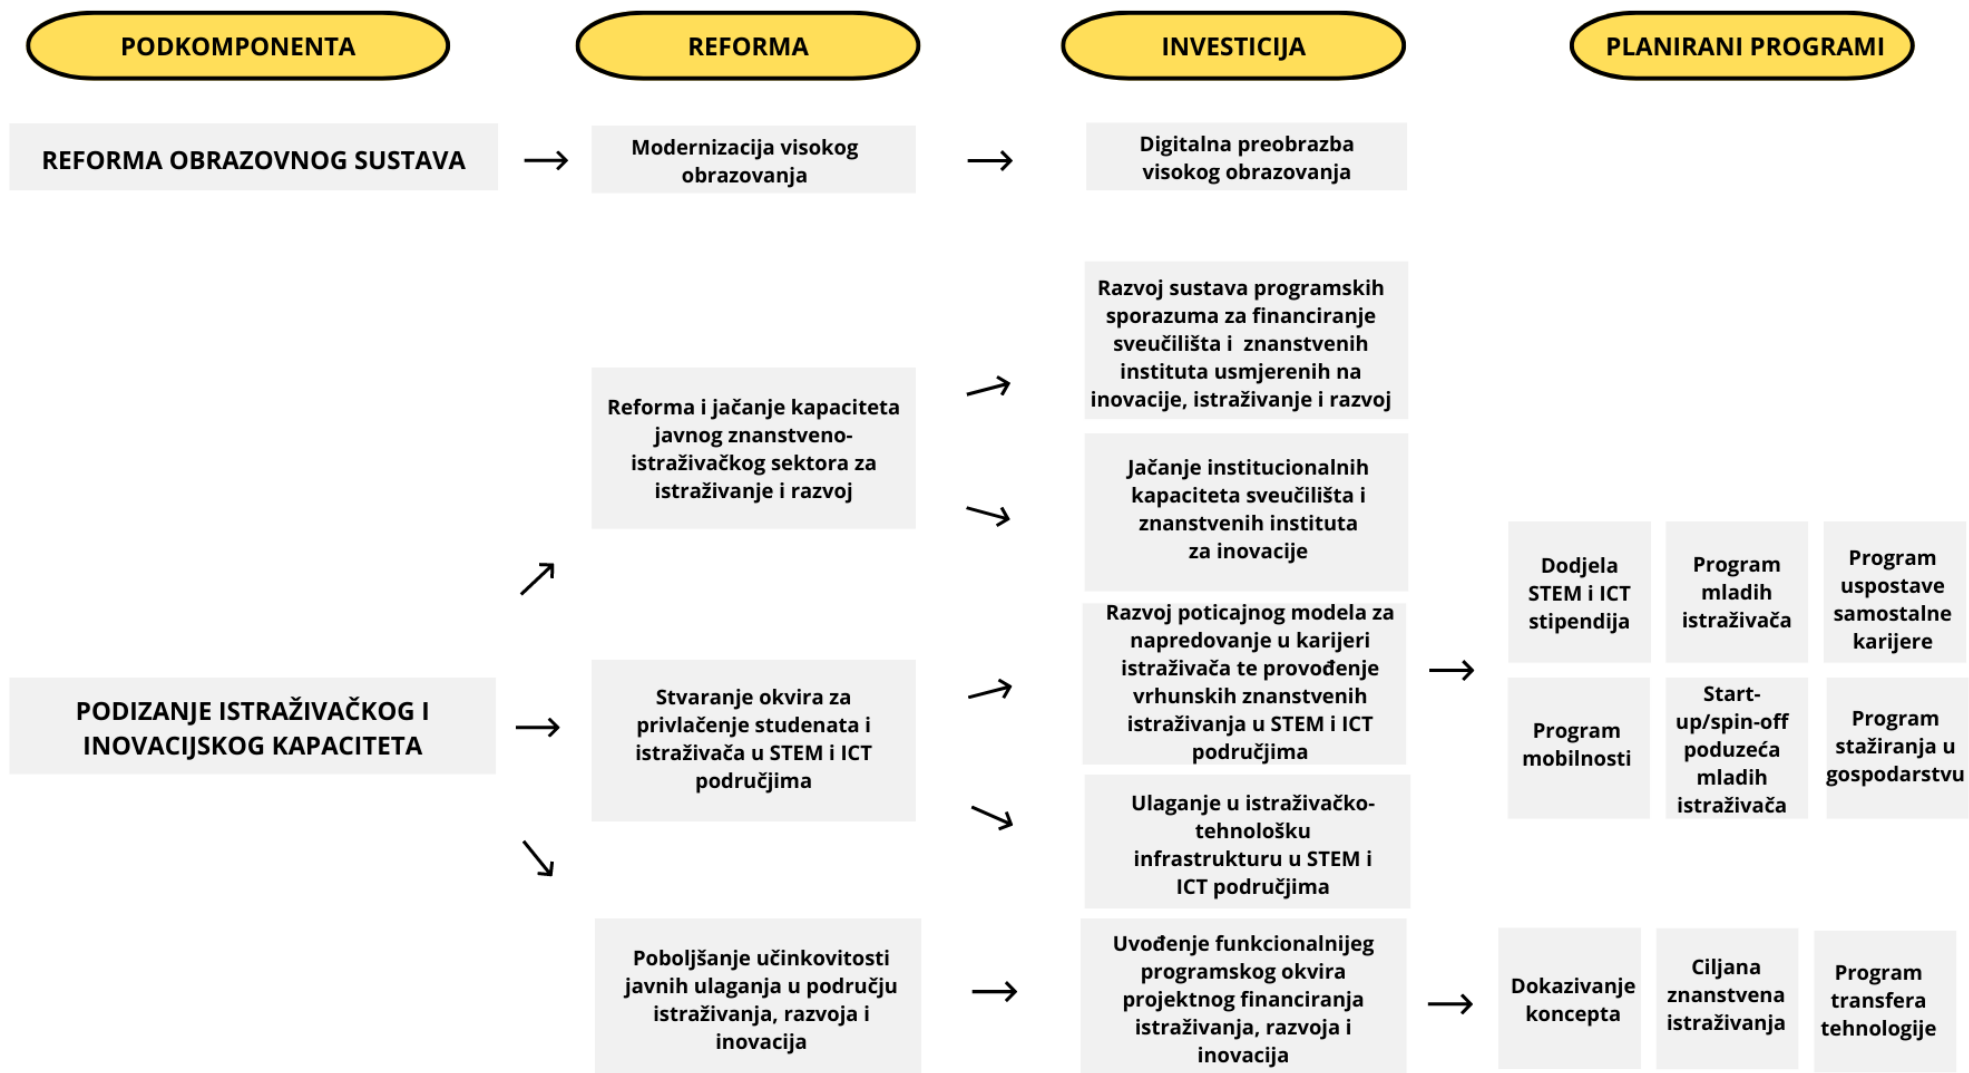 PODKOMPONENTA
REFORMA
INVESTICIJA
PLANIRANI PROGRAMI
REFORMA OBRAZOVNOG SUSTAVA
Modernizacija visokog
obrazovanja
Digitalna preobrazba
visokog obrazovanja
PODIZANJE ISTRAŽIVAČKOG I
INOVACIJSKOG KAPACITETA
Reforma i jačanje kapaciteta
javnog znanstveno-
istraživačkog sektora za
istraživanje i razvoj
Razvoj sustava programskih
sporazuma za financiranje
sveučilišta i znanstvenih
instituta usmjerenih na
inovacije, istraživanje i razvoj
Jačanje institucionalnih
kapaciteta sveučilišta i
znanstvenih instituta
za inovacije
Stvaranje okvira za
privlačenje studenata i
istraživača u STEM i ICT
područjima
Razvoj poticajnog modela za
napredovanje u karijeri
istraživača te provođenje
vrhunskih znanstvenih
istraživanja u STEM i ICT
područjima
Dodjela
STEM i ICT
stipendija
Program
mladih
istraživača
Program
uspostave
samostalne
karijere
Program
mobilnosti
Start-
up/spin-off
poduzeća
mladih
istraživača
Program
stažiranja u
gospodarstvu
Ulaganje u istraživačko-
tehnološku
infrastrukturu u STEM i
ICT područjima
Poboljšanje učinkovitosti
javnih ulaganja u području
istraživanja, razvoja i
inovacija
Uvođenje funkcionalnijeg
programskog okvira
projektnog financiranja
istraživanja, razvoja i
inovacija
Dokazivanje
koncepta
Ciljana
znanstvena
istraživanja
Program
transfera
tehnologije